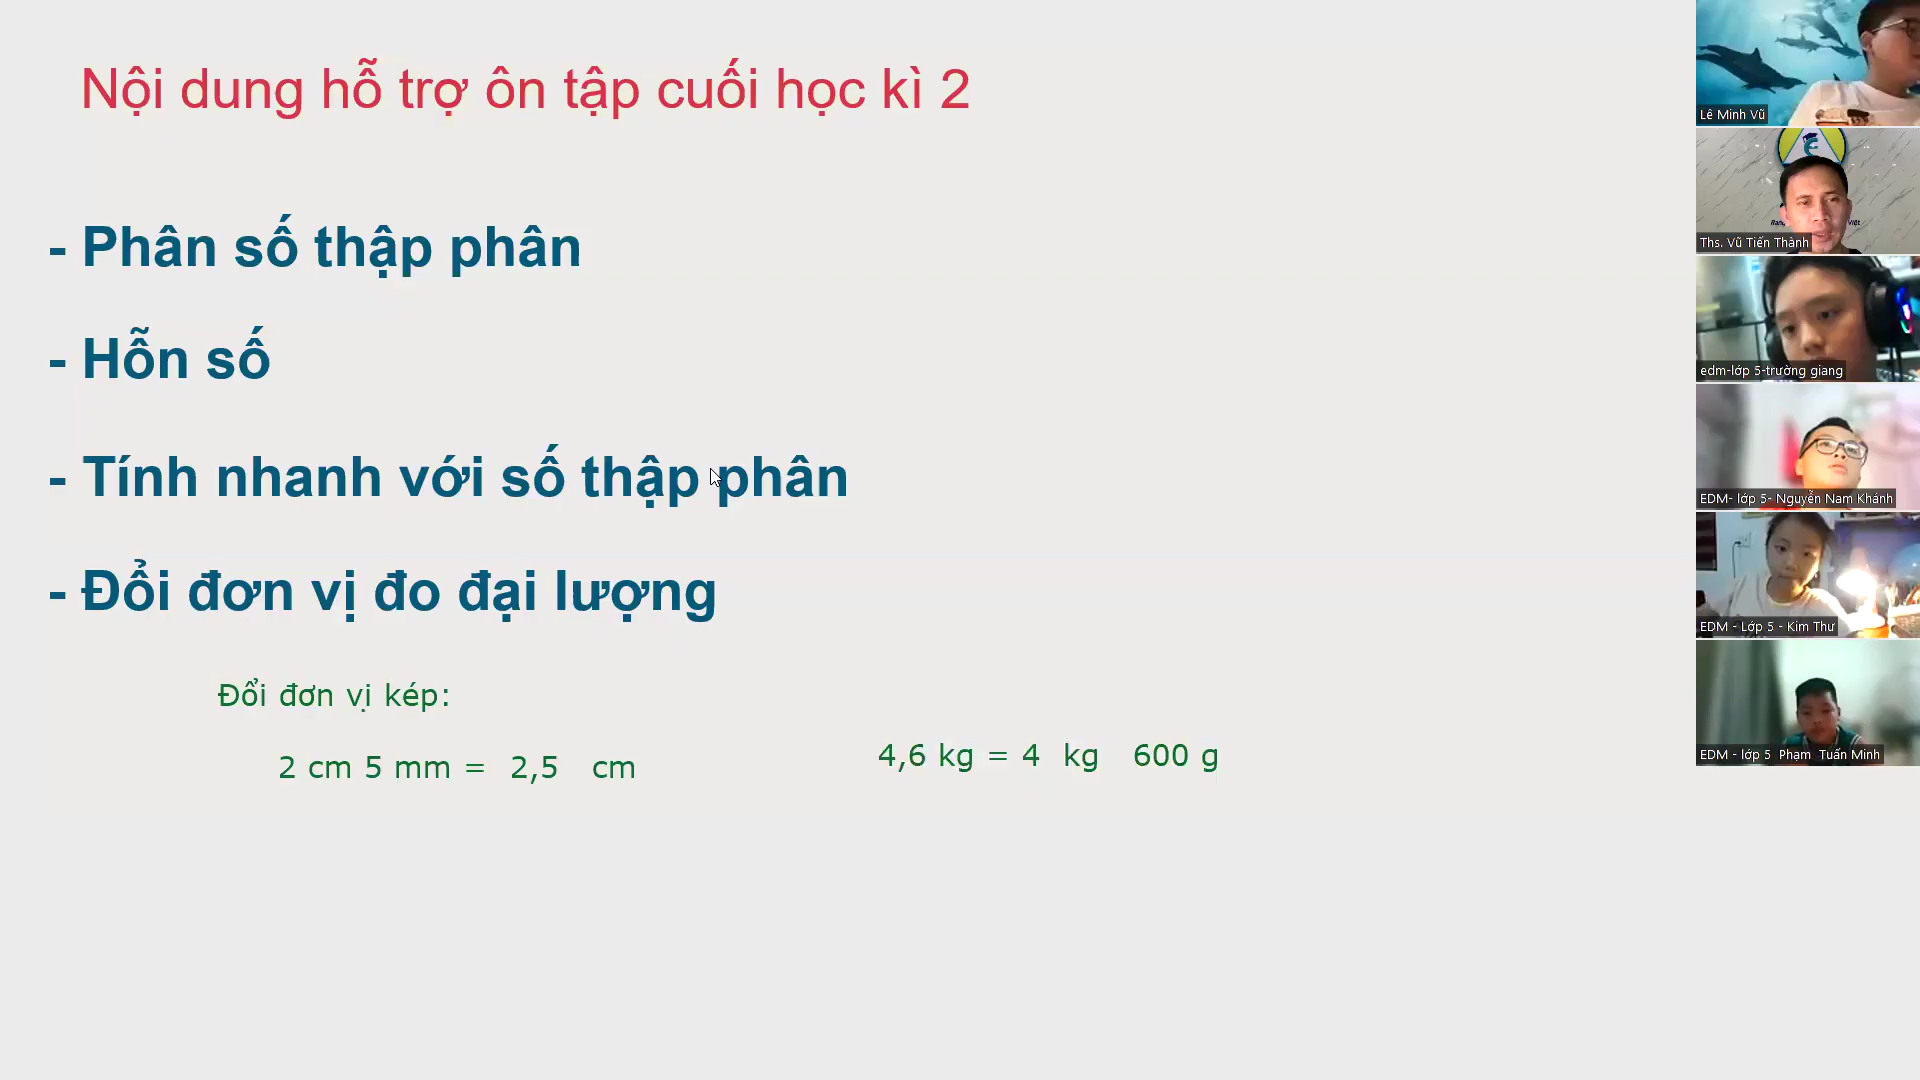 Nội dung hỗ trợ ôn tập cuối học kì 2
- Phân số thập phân
- Hỗn số
- Tính nhanh với số thập phân
- Đổi đơn vị đo đại lượng
Đổi đơn vị kép:
2 cm 5 mm = 2,5 cm
4,6 kg = 4 kg 600 g
Lê Minh Vũ
Ths. Vũ Tiến Thành
edm-lớp 5-trường giang
EDM- lớp 5- Nguyễn Nam Khánh
EDM - Lớp 5 - Kim Thư
EDM - lớp 5 Phạm Tuấn Minh